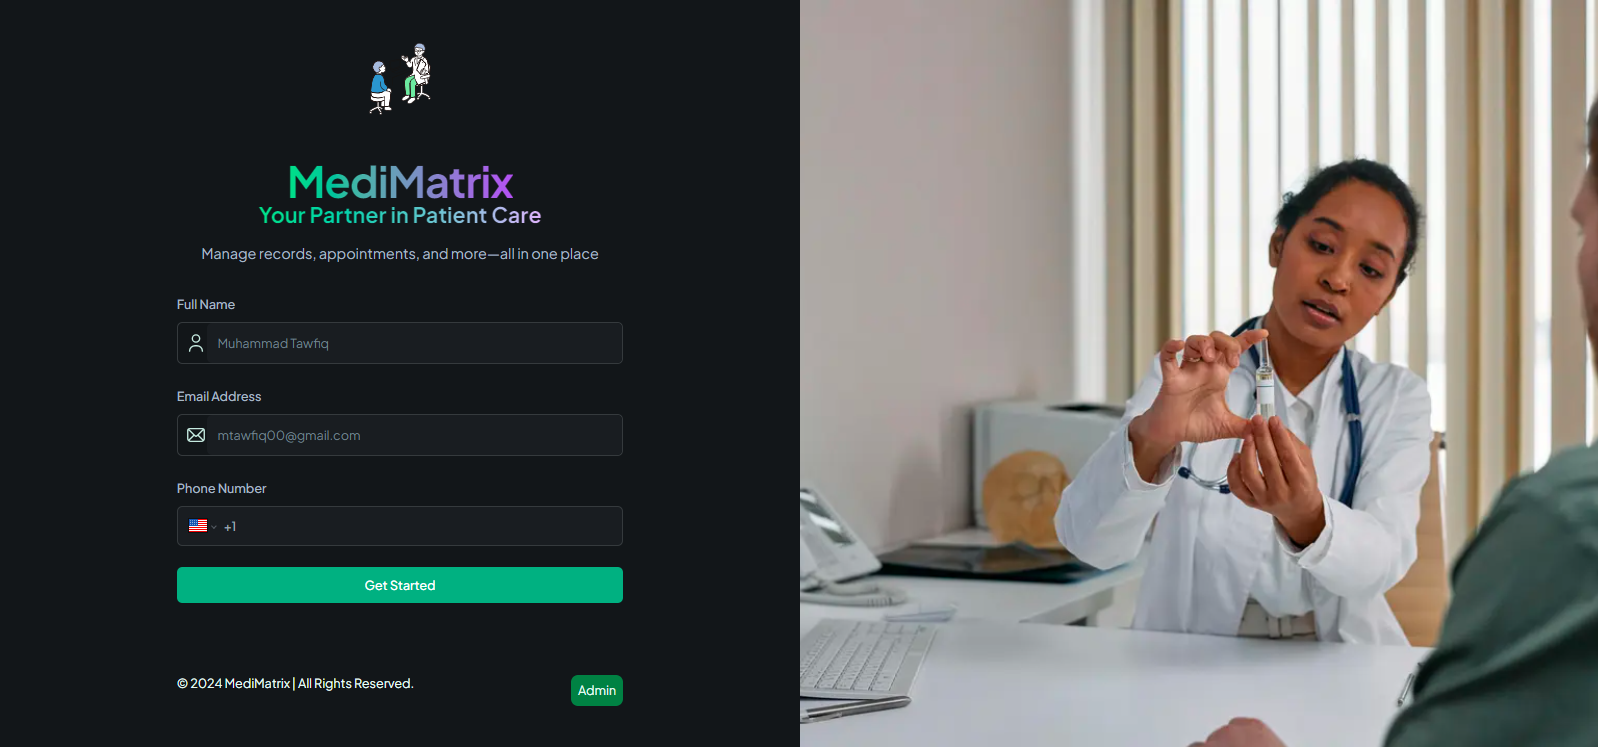 MediMatrix
Your Partner in Patient Care
Manage records, appointments, and more—all in one place
Full Name
Muhammad Tawfiq
Email Address
mtawfiq00@gmail.com
Phone Number
+1
Get Started
© 2024 MediMatrix | All Rights Reserved.
Admin